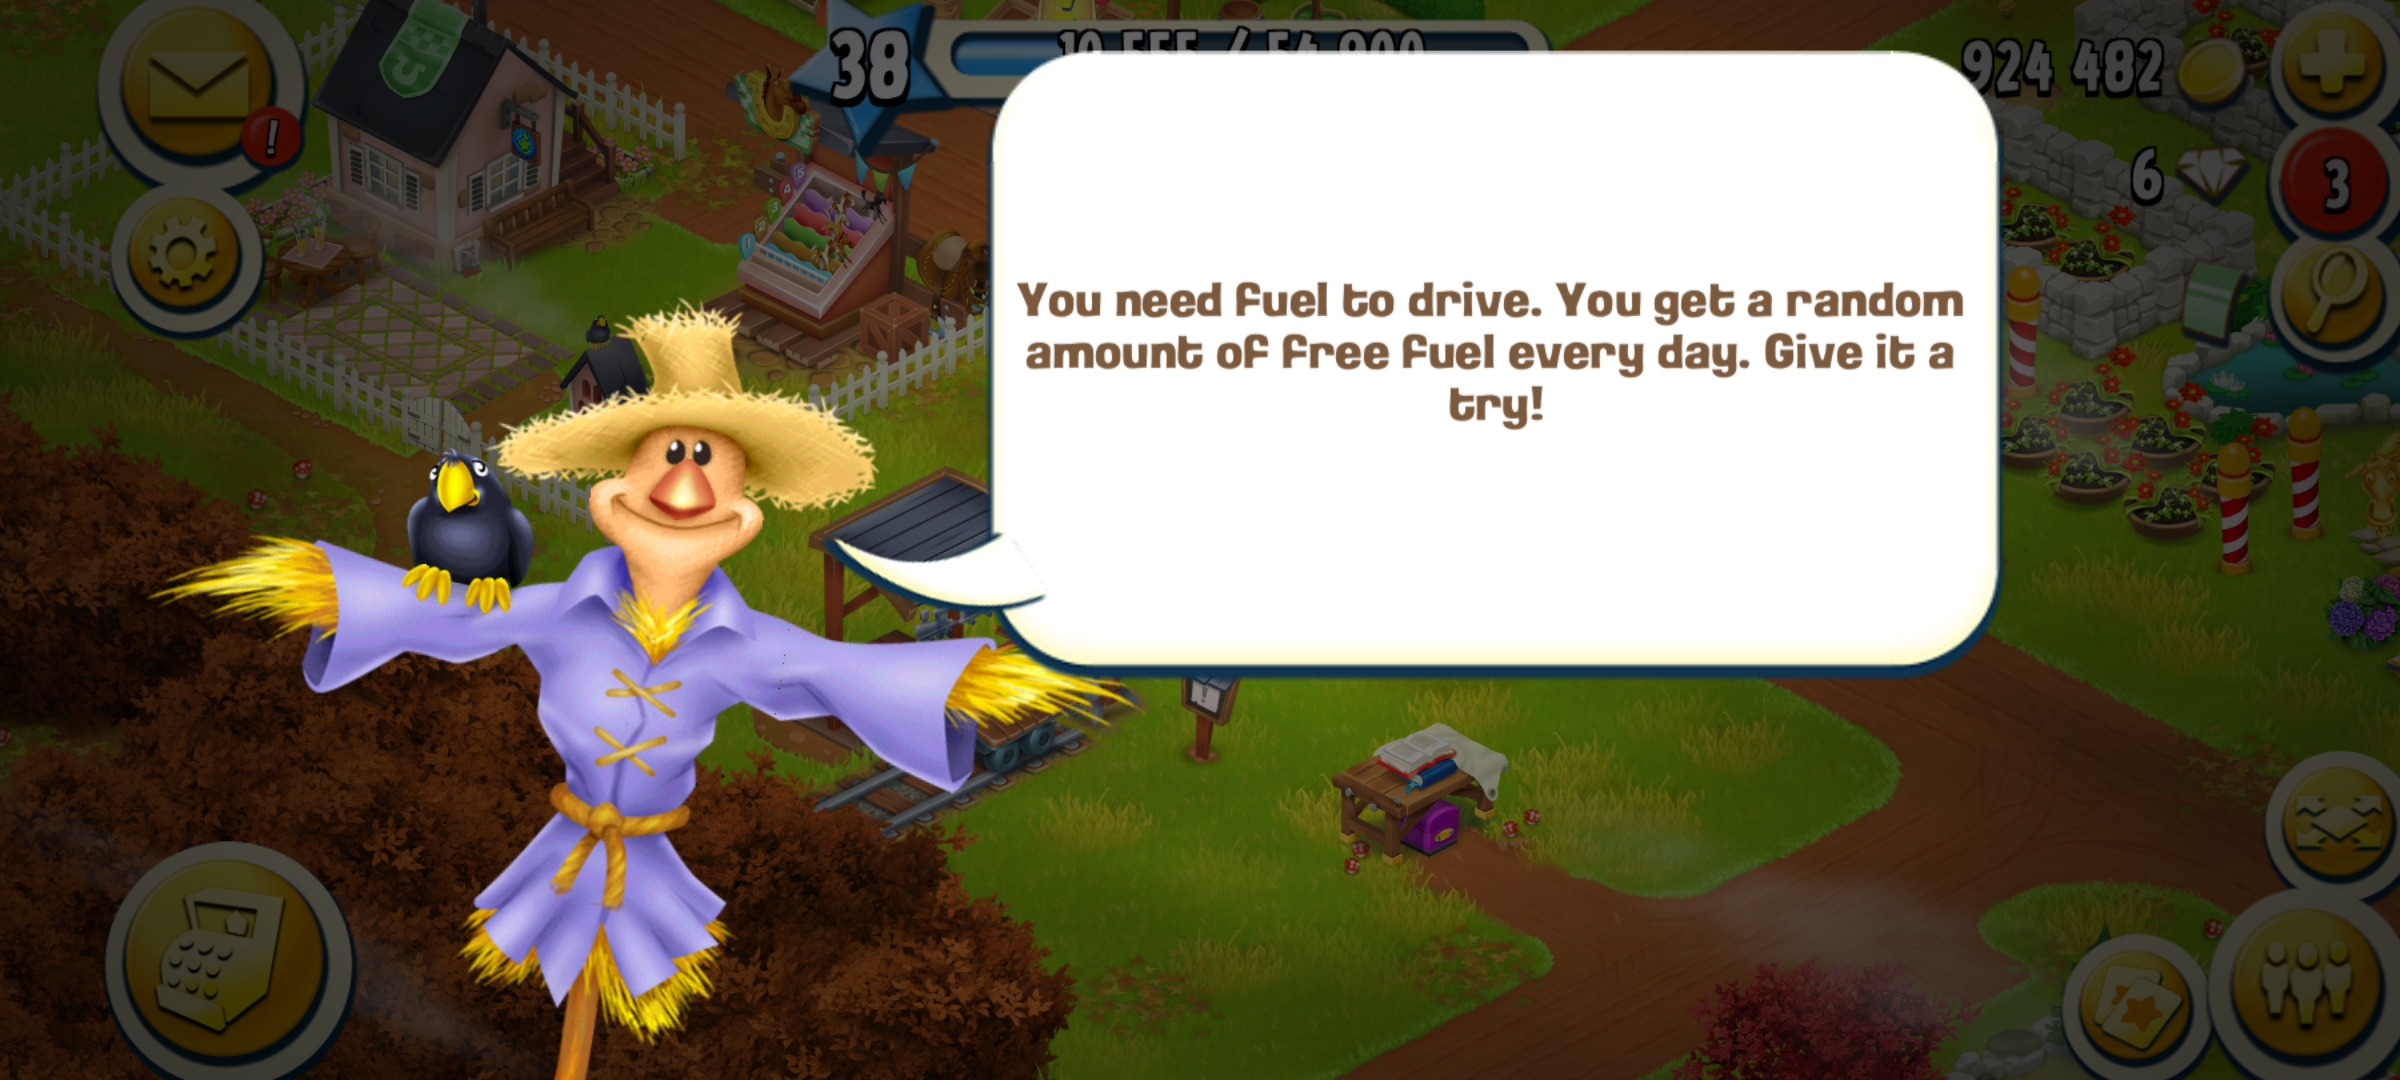 38
924 482
6
3
!
You need fuel to drive. You get a random
amount of free fuel every day. Give it a
try!